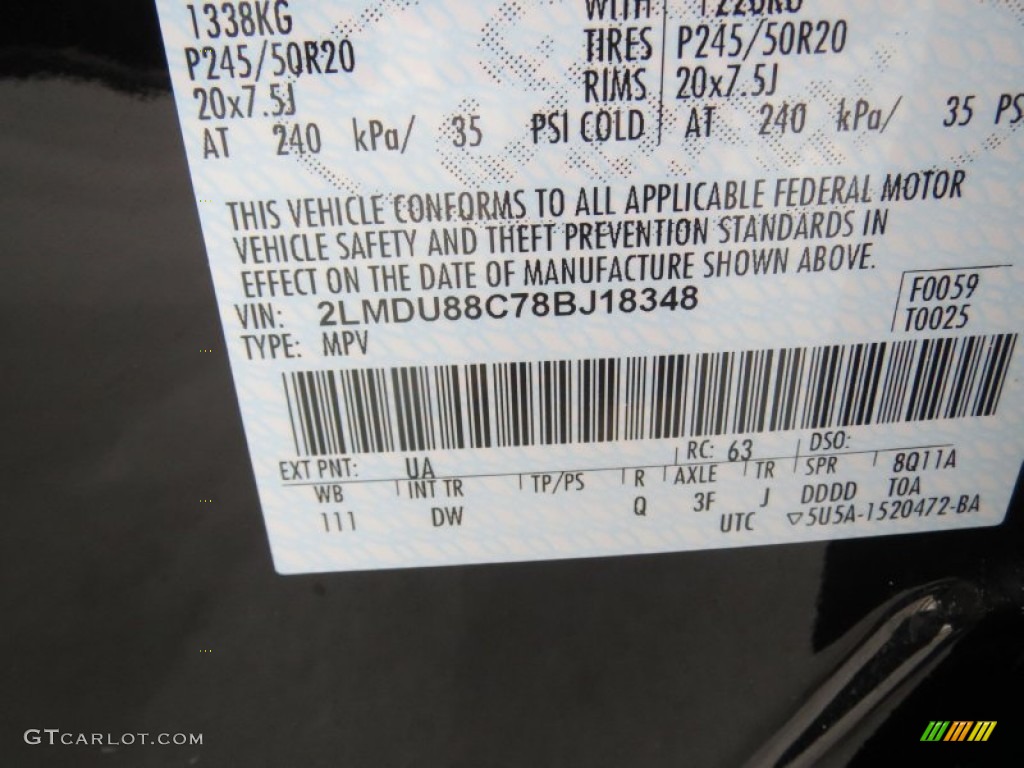 1338KG WITH
P245/50R20 TIRES P245/50R20
20x7.5J RIMS 20x7.5J
AT 240 kPa/ 35 PSI COLD AT 240 kPa/ 35 PS
THIS VEHICLE CONFORMS TO ALL APPLICABLE FEDERAL MOTOR
VEHICLE SAFETY AND THEFT PREVENTION STANDARDS IN
EFFECT ON THE DATE OF MANUFACTURE SHOWN ABOVE.
VIN: 2LMDU88C78BJ18348 F0059
TYPE: MPV T0025
EXT PNT: UA RC: 63 DSO:
WB INT TR TP/PS R AXLE TR SPR 8Q11A
111 DW Q 3F J DDDD TOA
UTC ▽5U5A-1520472-BA
GTCARLOT.COM